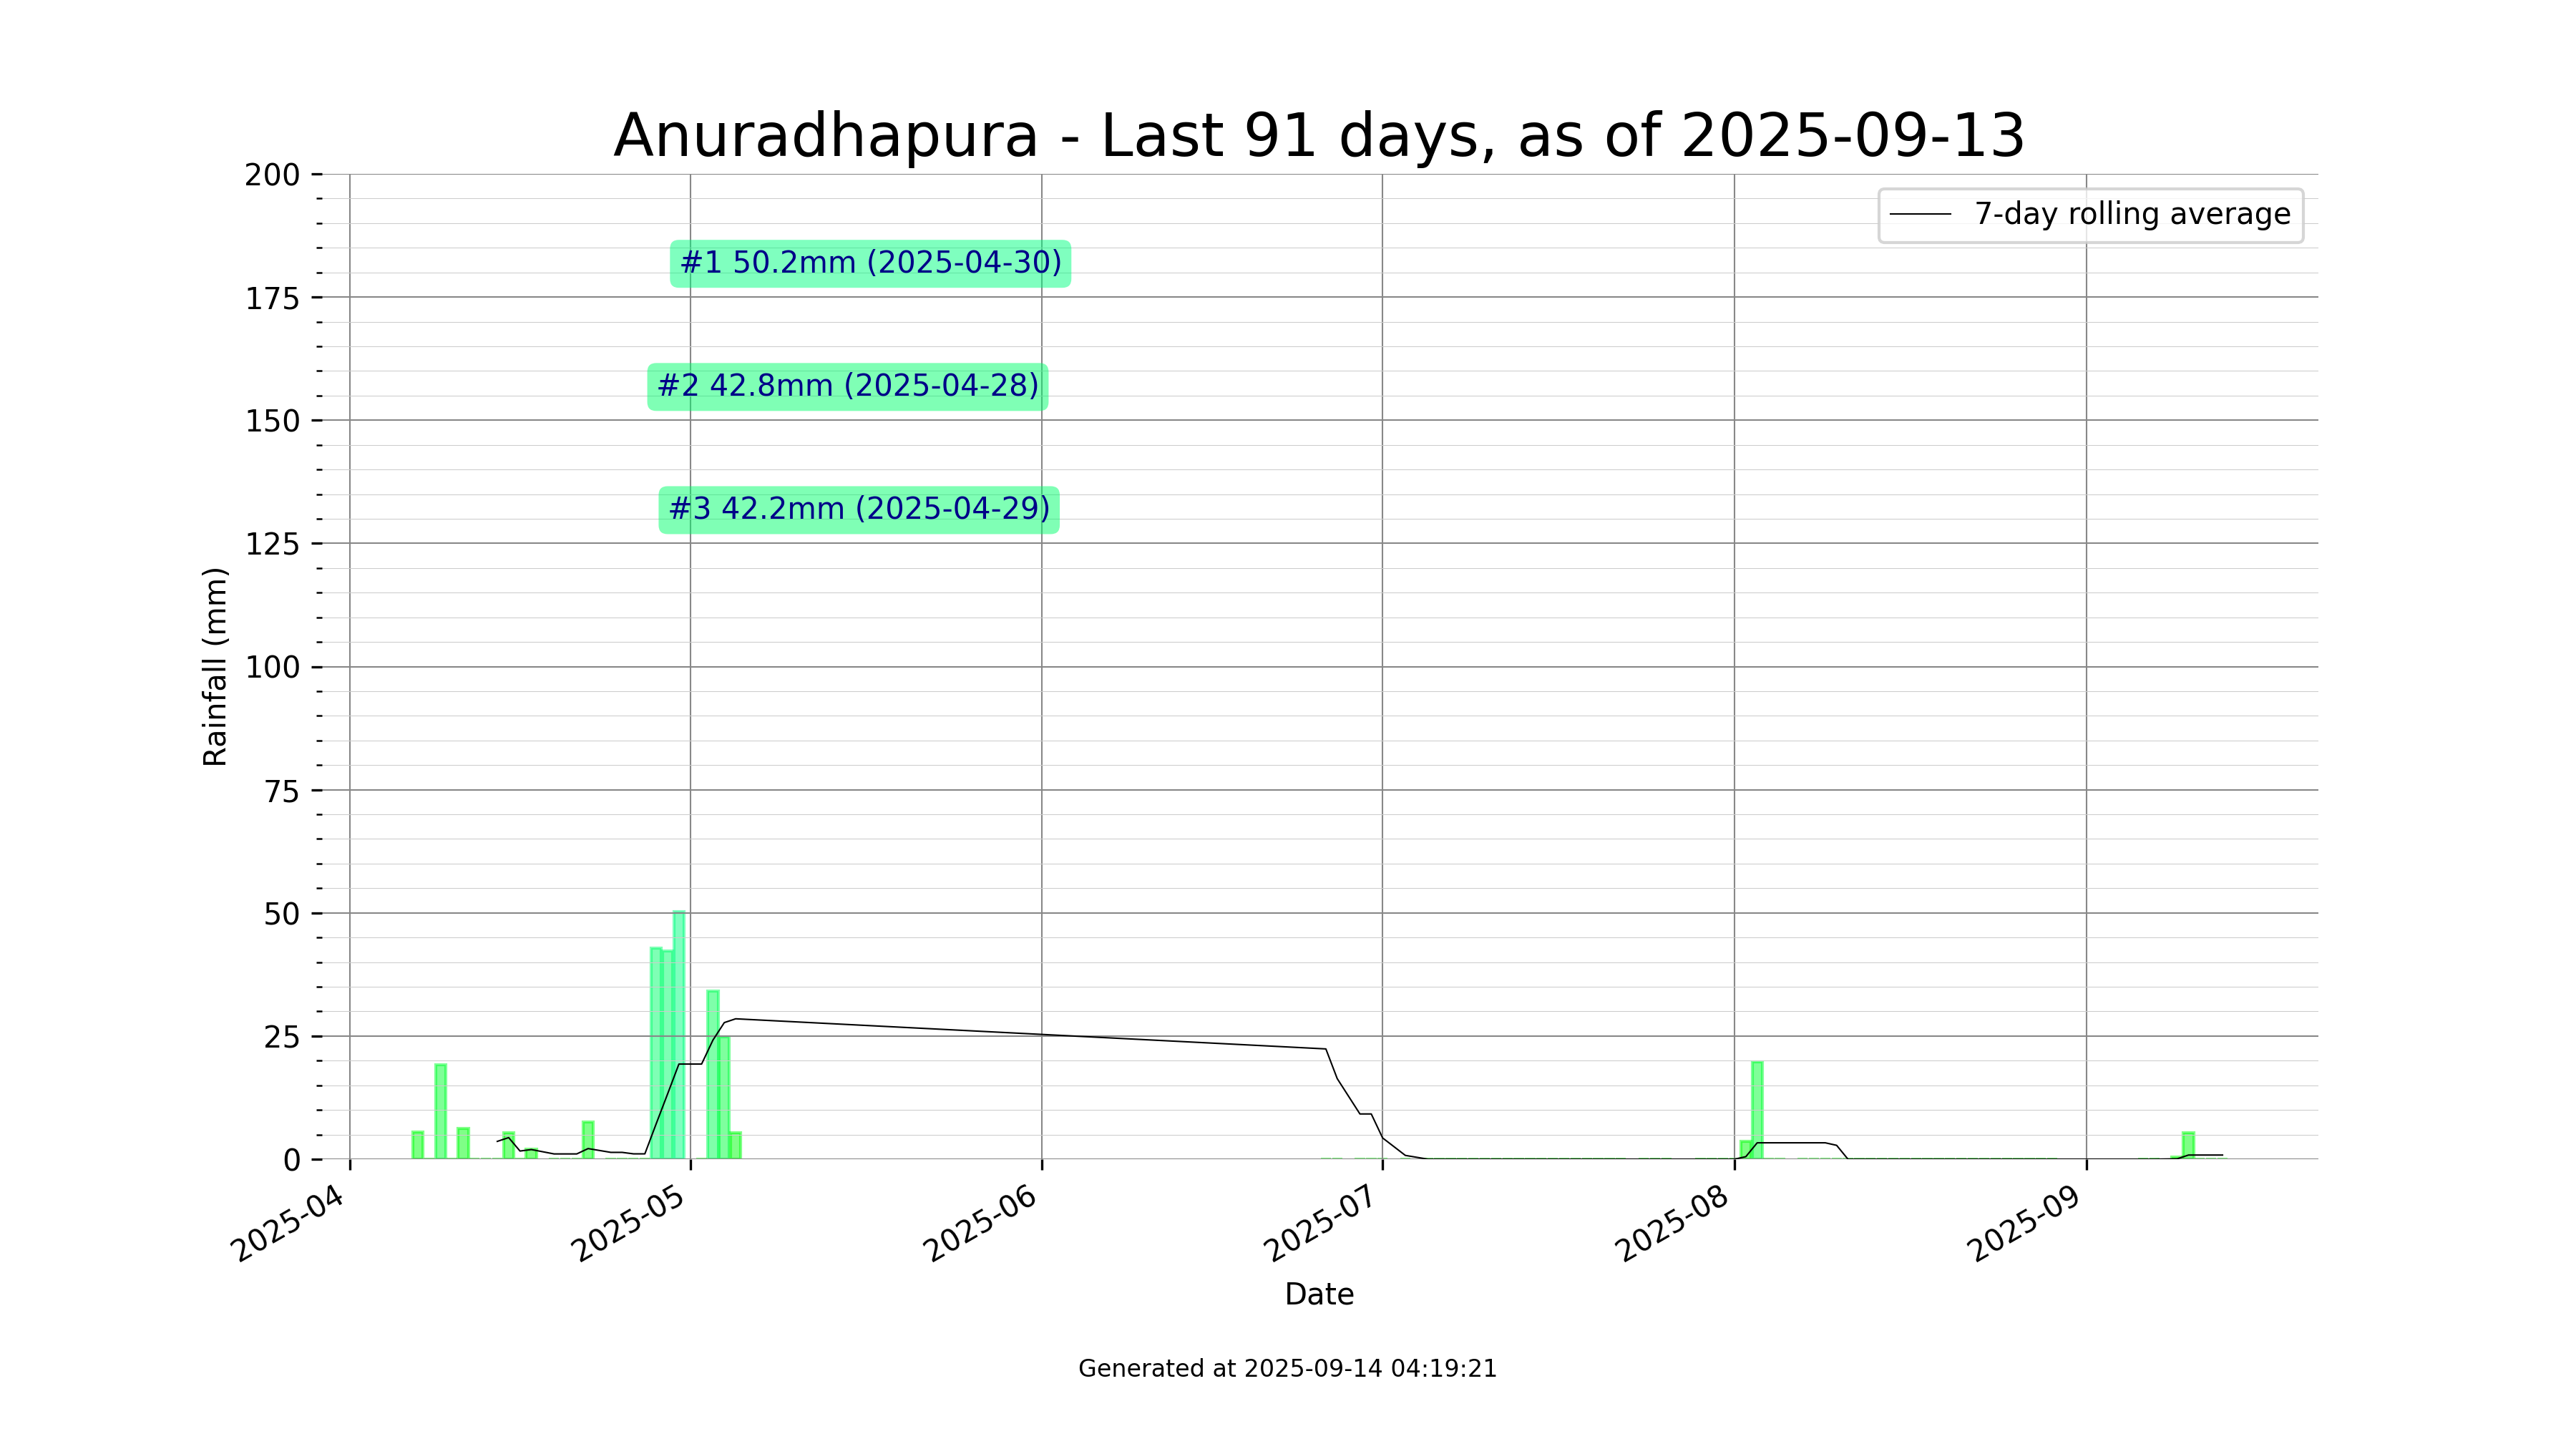 Anuradhapura - Last 91 days, as of 2025-09-13
200
175
150
125
100
75
50
25
0
Rainfall (mm)
7-day rolling average
#1 50.2mm (2025-04-30)
#2 42.8mm (2025-04-28)
#3 42.2mm (2025-04-29)
2025-04
2025-05
2025-06
2025-07
2025-08
2025-09
Date
Generated at 2025-09-14 04:19:21